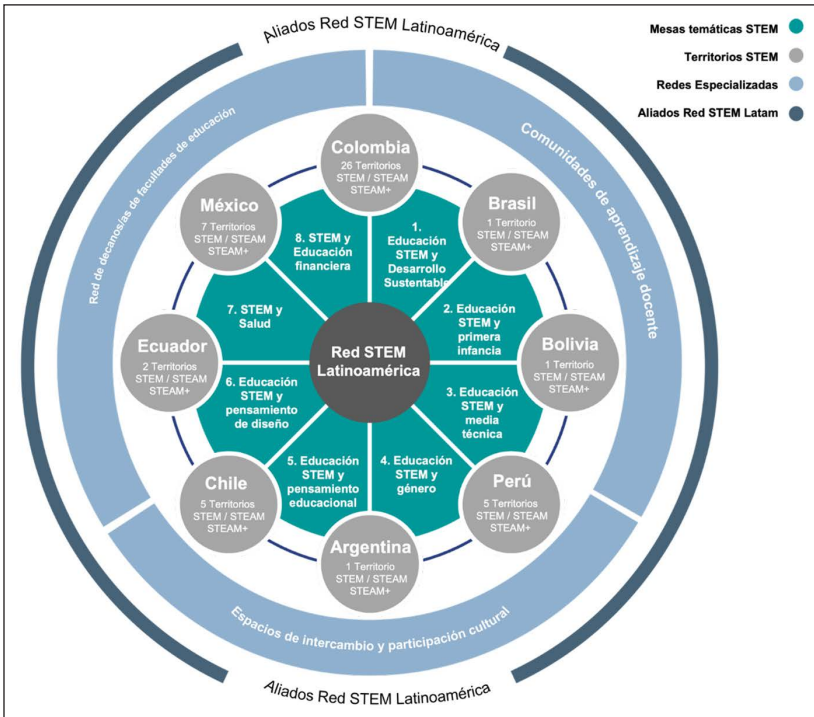 Aliados Red STEM Latinoamérica
Mesas temáticas STEM
Territorios STEM
Redes Especializadas
Aliados Red STEM Latam
Red de decanos/as de facultades de educación
Comunidades de aprendizaje docente
Espacios de intercambio y participación cultural
Colombia
26 Territorios
STEM / STEAM
STEAM+
Brasil
1 Territorio
STEM / STEAM
STEAM+
Bolivia
1 Territorio
STEM / STEAM
STEAM+
Perú
5 Territorios
STEM / STEAM
STEAM+
Argentina
1 Territorio
STEM / STEAM
STEAM+
Chile
5 Territorios
STEM / STEAM
STEAM+
Ecuador
2 Territorios
STEM / STEAM
STEAM+
México
7 Territorios
STEM / STEAM
STEAM+
1.
Educación
STEM y
Desarrollo
Sustentable
2. Educación
STEM y
primera
infancia
3. Educación
STEM y
media
técnica
4. Educación
STEM y
género
5. Educación
STEM y
pensamiento
educacional
6. Educación
STEM y
pensamiento
de diseño
7. STEM y
Salud
8. STEM y
Educación
financiera
Red STEM
Latinoamérica
Aliados Red STEM Latinoamérica